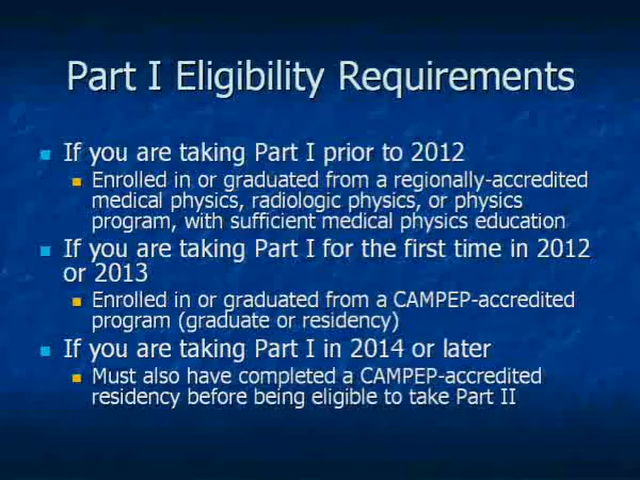 Part I Eligibility Requirements
If you are taking Part I prior to 2012
Enrolled in or graduated from a regionally-accredited
medical physics, radiologic physics, or physics
program, with sufficient medical physics education
If you are taking Part I for the first time in 2012
or 2013
Enrolled in or graduated from a CAMPEP-accredited
program (graduate or residency)
If you are taking Part I in 2014 or later
Must also have completed a CAMPEP-accredited
residency before being eligible to take Part II